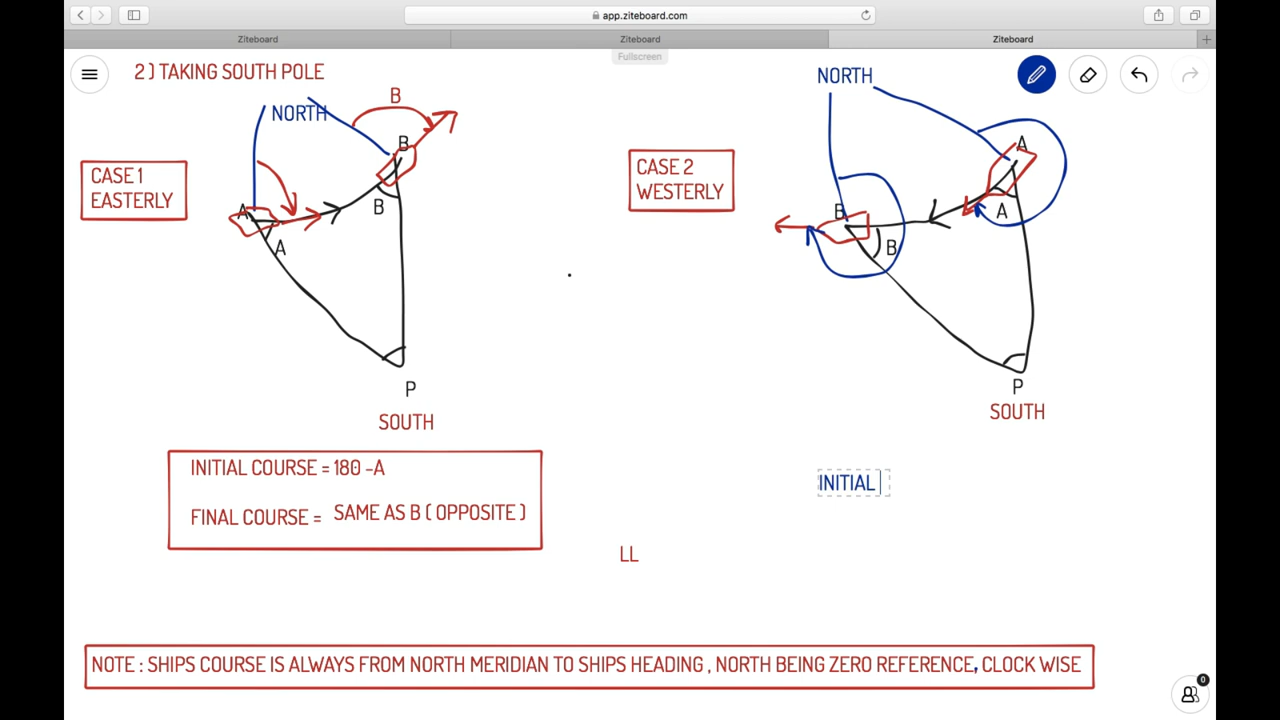 app.ziteboard.com
Ziteboard
Ziteboard
Ziteboard
+
Fullscreen
2 ) TAKING SOUTH POLE
NORTH
B
B
CASE 1
EASTERLY
A
B
A
P
SOUTH
NORTH
A
CASE 2
WESTERLY
B
A
B
P
SOUTH
INITIAL COURSE = 180 -A
FINAL COURSE = SAME AS B ( OPPOSITE )
INITIAL
LL
NOTE : SHIPS COURSE IS ALWAYS FROM NORTH MERIDIAN TO SHIPS HEADING , NORTH BEING ZERO REFERENCE, CLOCK WISE
0